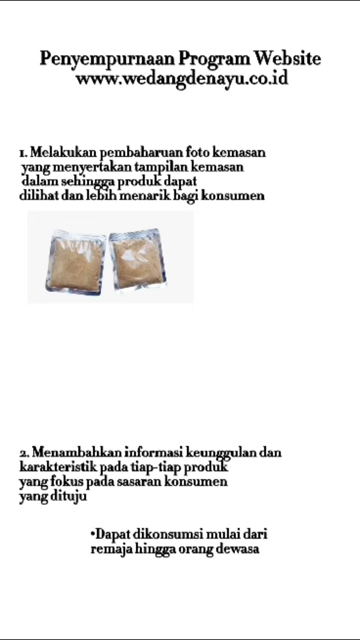 Penyempurnaan Program Website
www.wedangdenayu.co.id
1. Melakukan pembaharuan foto kemasan
yang menyertakan tampilan kemasan
dalam sehingga produk dapat
dilihat dan lebih menarik bagi konsumen
2. Menambahkan informasi keunggulan dan
karakteristik pada tiap-tiap produk
yang fokus pada sasaran konsumen
yang dituju
•Dapat dikonsumsi mulai dari
remaja hingga orang dewasa